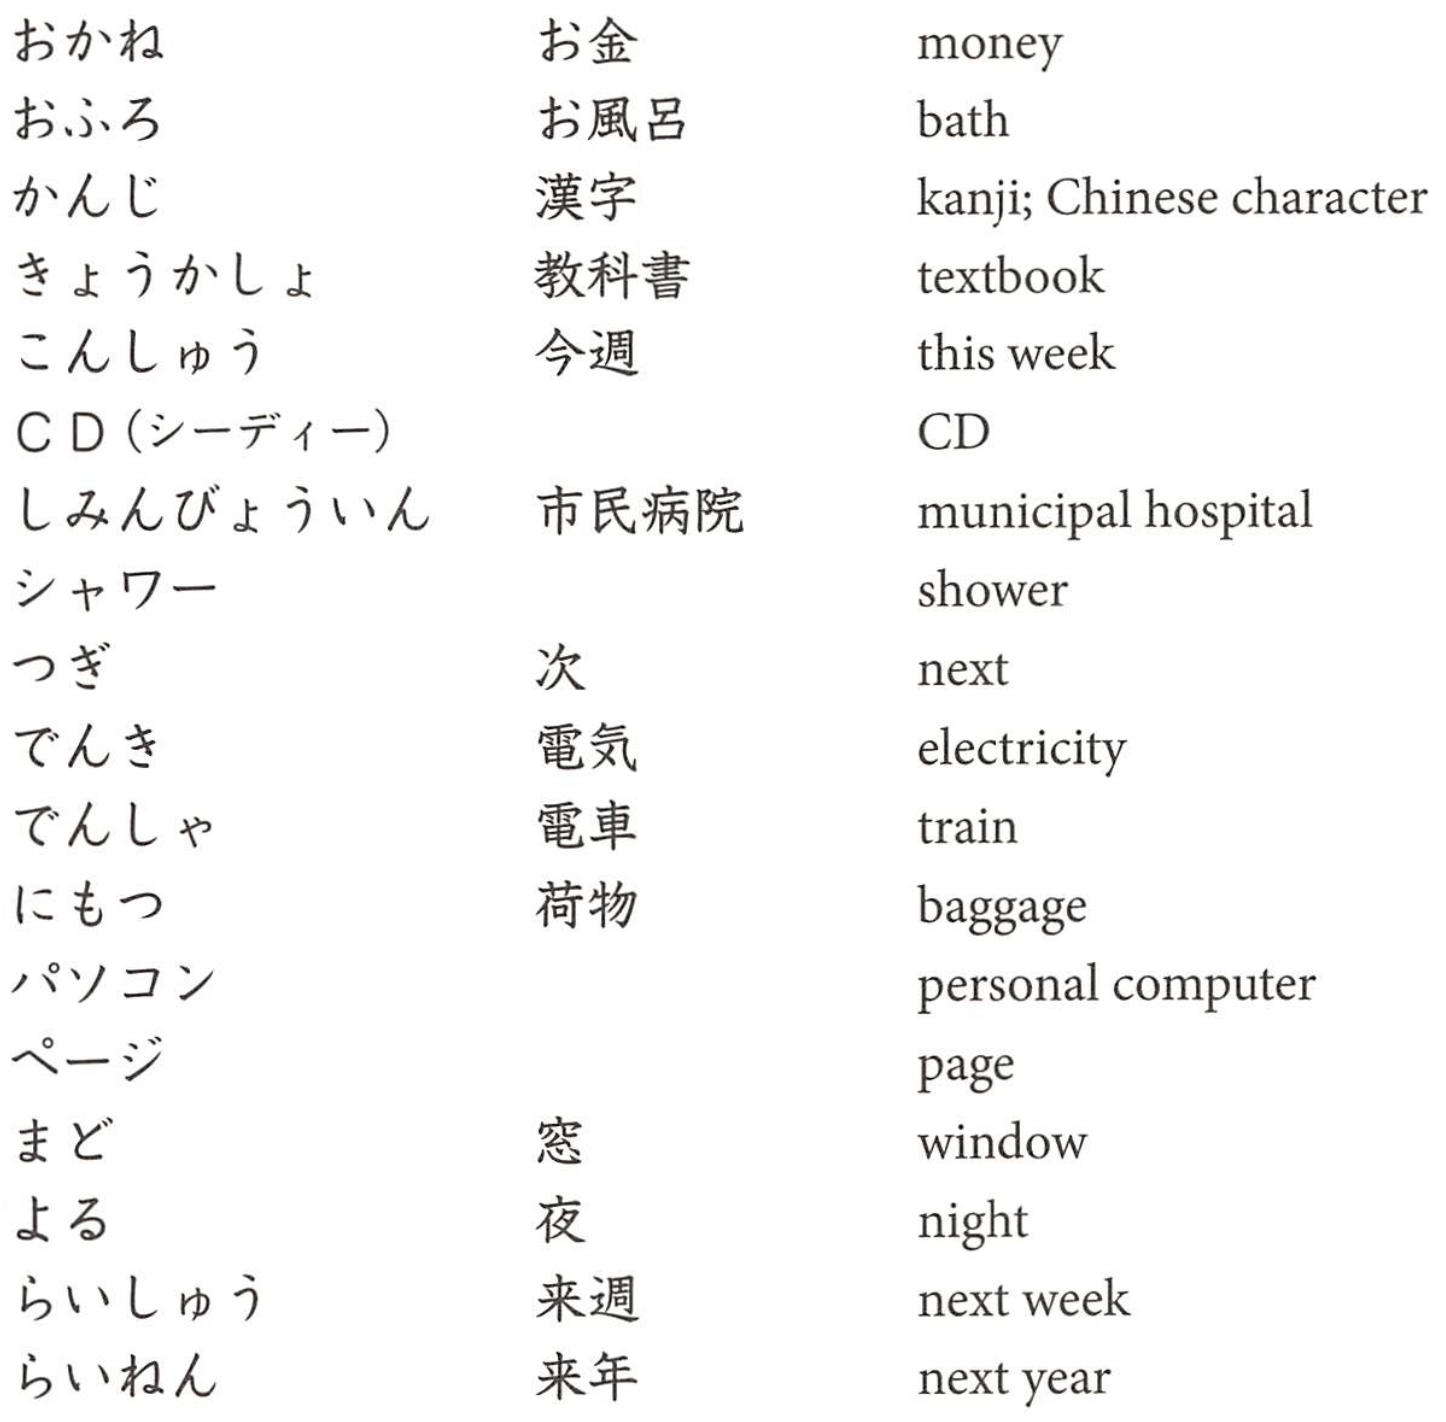 おかね お金 money
おふろ お風呂 bath
かんじ 漢字 kanji; Chinese character
きょうかしょ 教科書 textbook
こんしゅう 今週 this week
ＣＤ(シーディー) CD
しみんびょういん 市民病院 municipal hospital
シャワー shower
つぎ 次 next
でんき 電気 electricity
でんしゃ 電車 train
にもつ 荷物 baggage
パソコン personal computer
ページ page
まど 窓 window
よる 夜 night
らいしゅう 来週 next week
らいねん 来年 next year